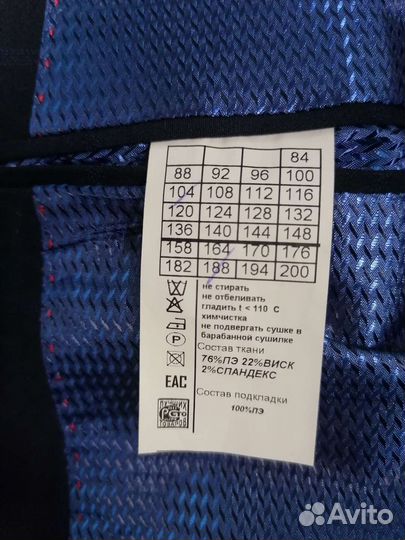 84
88 92 96 100
104 108 112 116
120 124 128 132
136 140 144 148
158 164 170 176
182 188 194 200
не стирать
не отбеливать
гладить t < 110 С
химчистка
не подвергать сушке в
барабанной сушилке
P
Состав ткани
76%ПЭ 22%ВИСК
2%СПАНДЕКС
EAC
Состав подкладки
100%ПЭ
РСТО
ТОВАРОВ
Avito